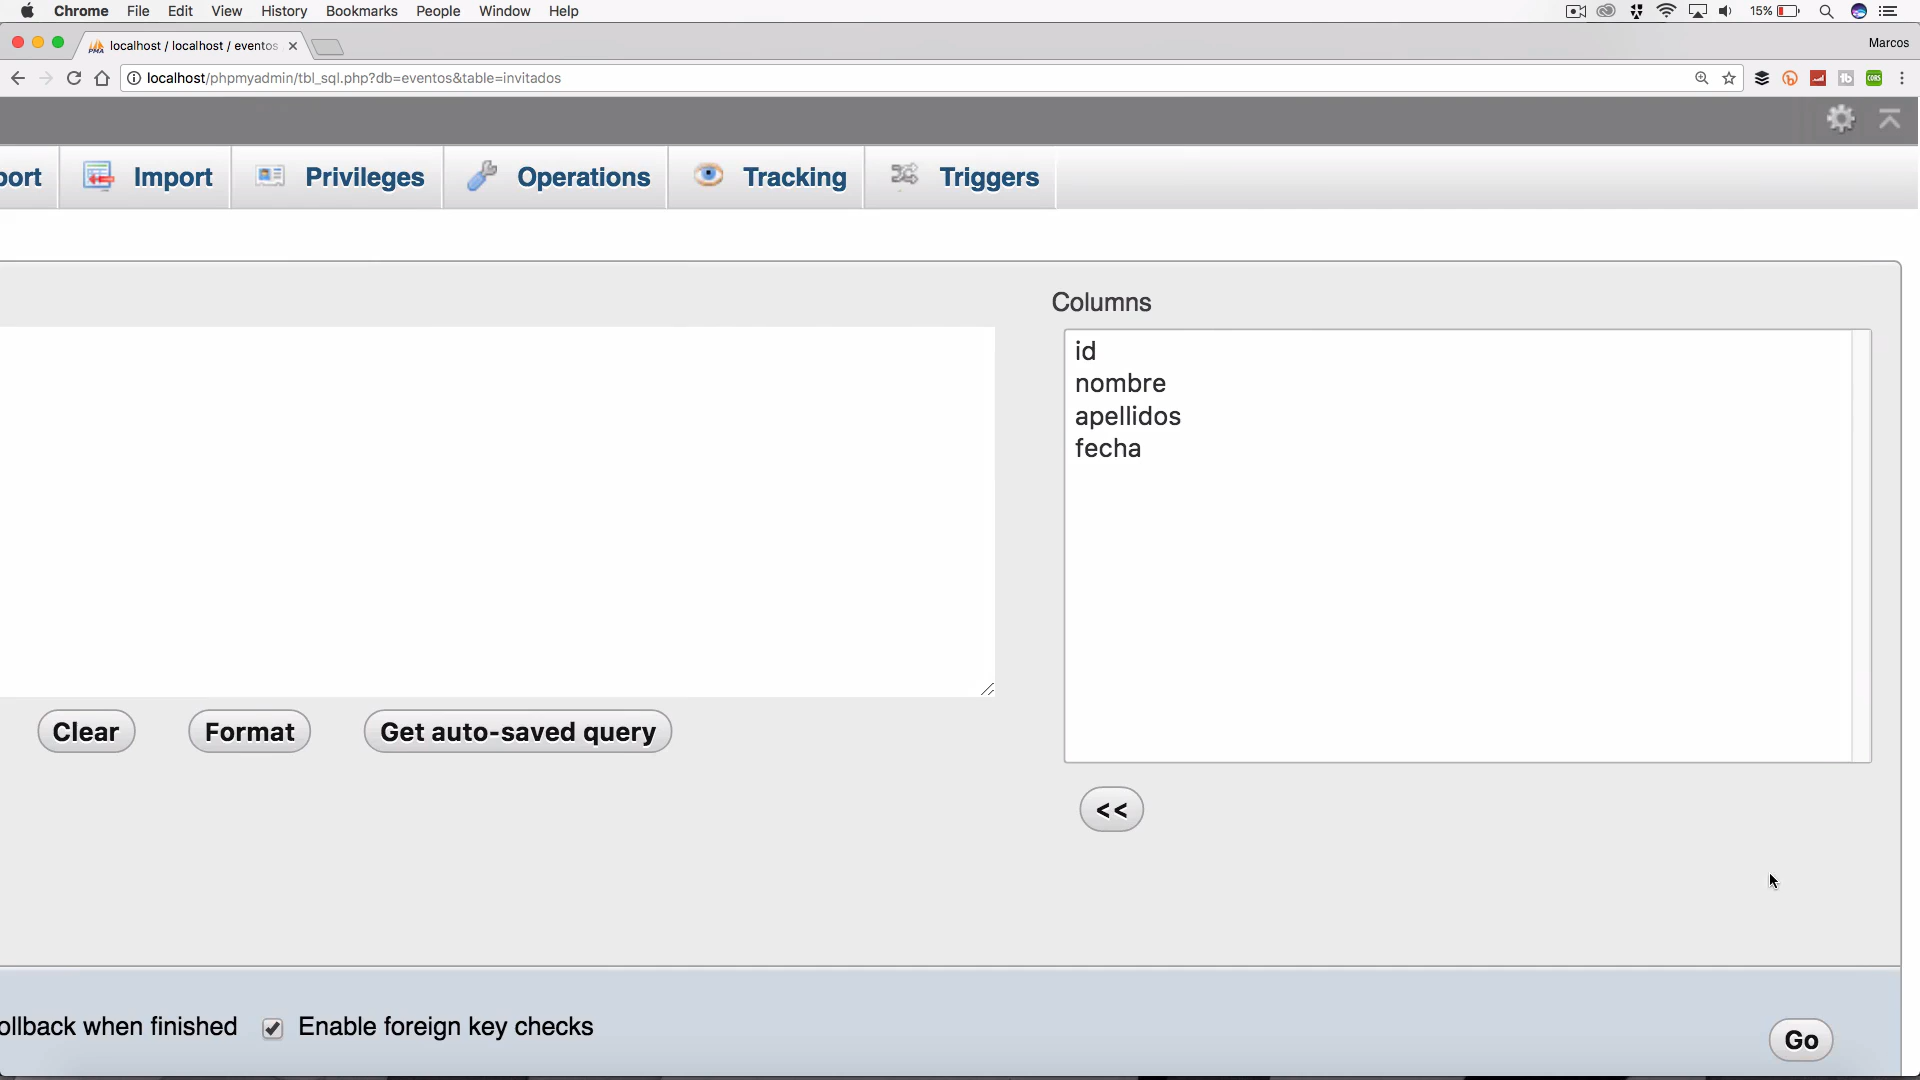 Chrome File Edit View History Bookmarks People Window Help 15%
localhost / localhost / eventos
Marcos
localhost/phpmyadmin/tbl_sql.php?db=eventos&table=invitados
port Import Privileges Operations Tracking Triggers
Columns
id
nombre
apellidos
fecha
Clear Format Get auto-saved query
<<
ollback when finished Enable foreign key checks
Go